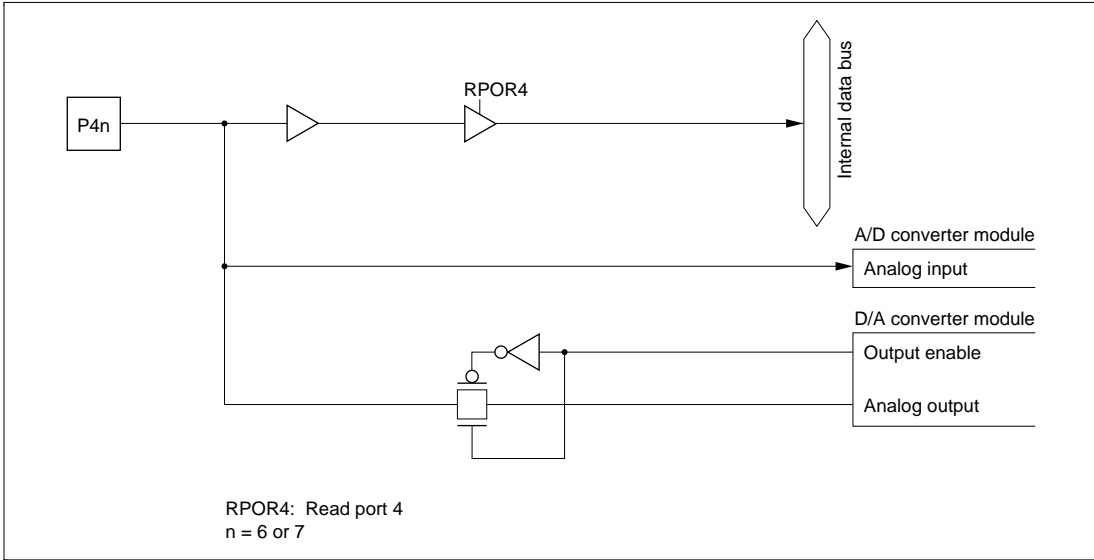 RPOR4
P4n
Internal data bus
A/D converter module
Analog input
D/A converter module
Output enable
Analog output
RPOR4: Read port 4
n = 6 or 7